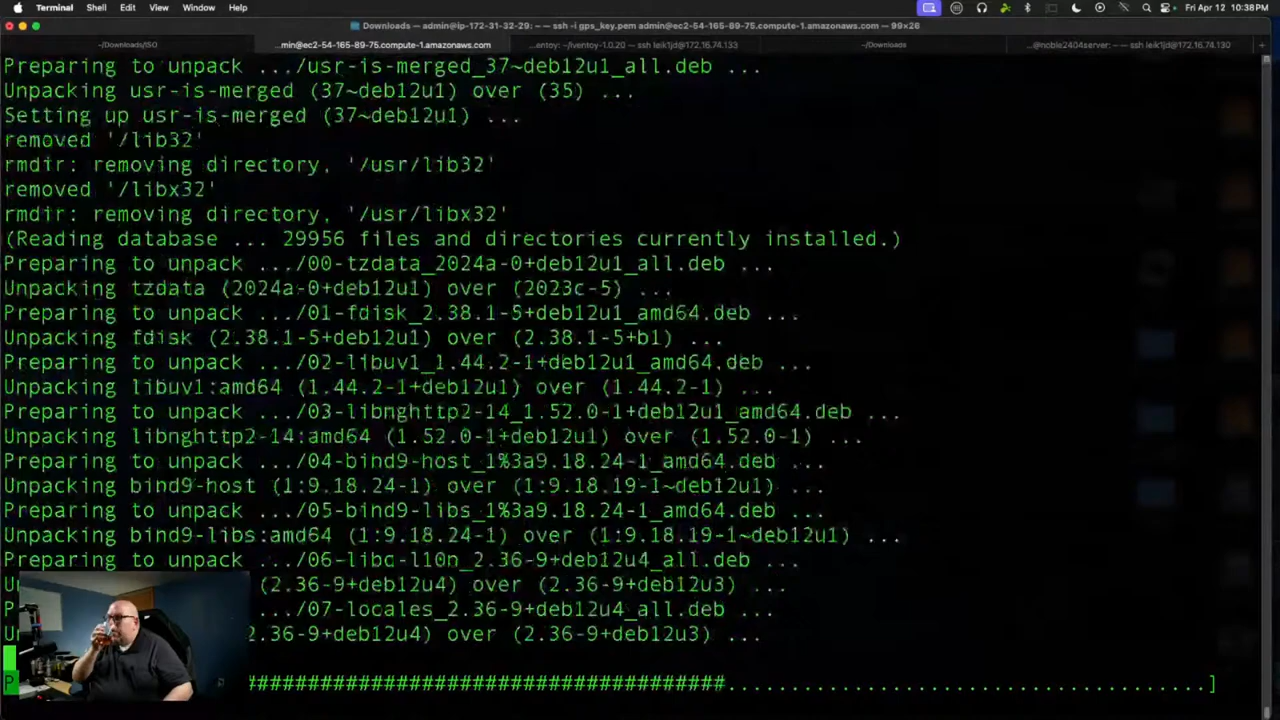 Terminal Shell Edit View Window Help Fri Apr 12 10:38PM
Downloads — admin@ip-172-31-32-29: ~ — ssh -i gps_key.pem admin@ec2-54-165-89-75.compute-1.amazonaws.com — 99×26
~/Downloads/ISO ...min@ec2-54-165-89-75.compute-1.amazonaws.com ...entoy: ~/iventoy-1.0.20 — ssh leik1jd@172.16.74.133 ~/Downloads ...@noble2404server: ~ — ssh leik1jd@172.16.74.130 +
Preparing to unpack .../usr-is-merged_37~deb12u1_all.deb ...
Unpacking usr-is-merged (37~deb12u1) over (35) ...
Setting up usr-is-merged (37~deb12u1) ...
removed '/lib32'
rmdir: removing directory, '/usr/lib32'
removed '/libx32'
rmdir: removing directory, '/usr/libx32'
(Reading database ... 29956 files and directories currently installed.)
Preparing to unpack .../00-tzdata_2024a-0+deb12u1_all.deb ...
Unpacking tzdata (2024a-0+deb12u1) over (2023c-5) ...
Preparing to unpack .../01-fdisk_2.38.1-5+deb12u1_amd64.deb ...
Unpacking fdisk (2.38.1-5+deb12u1) over (2.38.1-5+b1) ...
Preparing to unpack .../02-libuv1_1.44.2-1+deb12u1_amd64.deb ...
Unpacking libuv1:amd64 (1.44.2-1+deb12u1) over (1.44.2-1) ...
Preparing to unpack .../03-libnghttp2-14_1.52.0-1+deb12u1_amd64.deb ...
Unpacking libnghttp2-14:amd64 (1.52.0-1+deb12u1) over (1.52.0-1) ...
Preparing to unpack .../04-bind9-host_1%3a9.18.24-1_amd64.deb ...
Unpacking bind9-host (1:9.18.24-1) over (1:9.18.19-1~deb12u1) ...
Preparing to unpack .../05-bind9-libs_1%3a9.18.24-1_amd64.deb ...
Unpacking bind9-libs:amd64 (1:9.18.24-1) over (1:9.18.19-1~deb12u1) ...
Preparing to unpack .../06-libc-l10n_2.36-9+deb12u4_all.deb ...
Un (2.36-9+deb12u4) over (2.36-9+deb12u3) ...
P .../07-locales_2.36-9+deb12u4_all.deb ...
Un 2.36-9+deb12u4) over (2.36-9+deb12u3) ...
P ######################################.......................................]